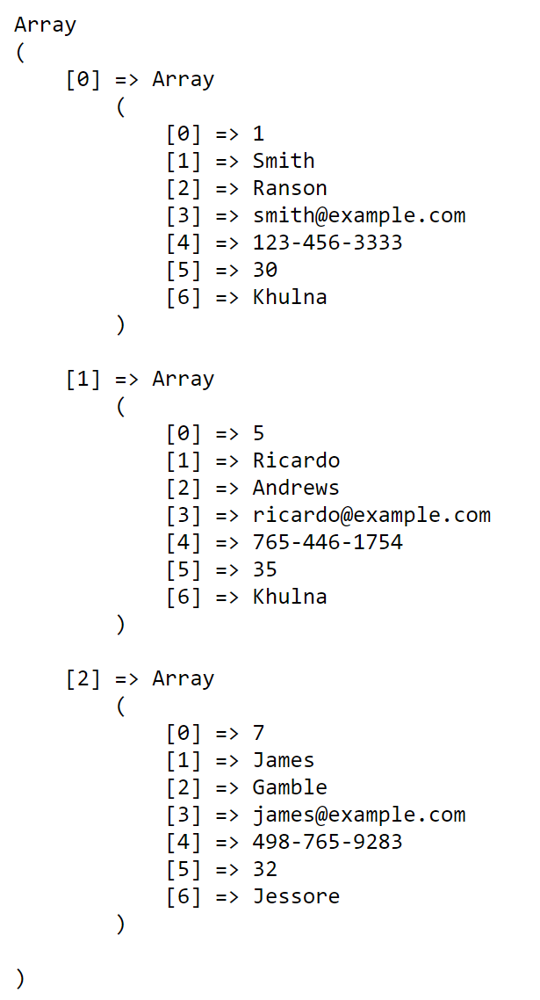 Array
(
    [0] => Array
        (
            [0] => 1
            [1] => Smith
            [2] => Ranson
            [3] => smith@example.com
            [4] => 123-456-3333
            [5] => 30
            [6] => Khulna
        )

    [1] => Array
        (
            [0] => 5
            [1] => Ricardo
            [2] => Andrews
            [3] => ricardo@example.com
            [4] => 765-446-1754
            [5] => 35
            [6] => Khulna
        )

    [2] => Array
        (
            [0] => 7
            [1] => James
            [2] => Gamble
            [3] => james@example.com
            [4] => 498-765-9283
            [5] => 32
            [6] => Jessore
        )

)